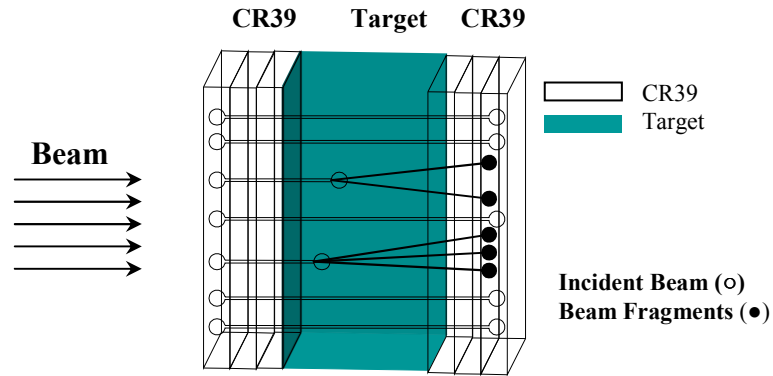 CR39 Target CR39
CR39
Target
Beam
Incident Beam (○)
Beam Fragments (●)